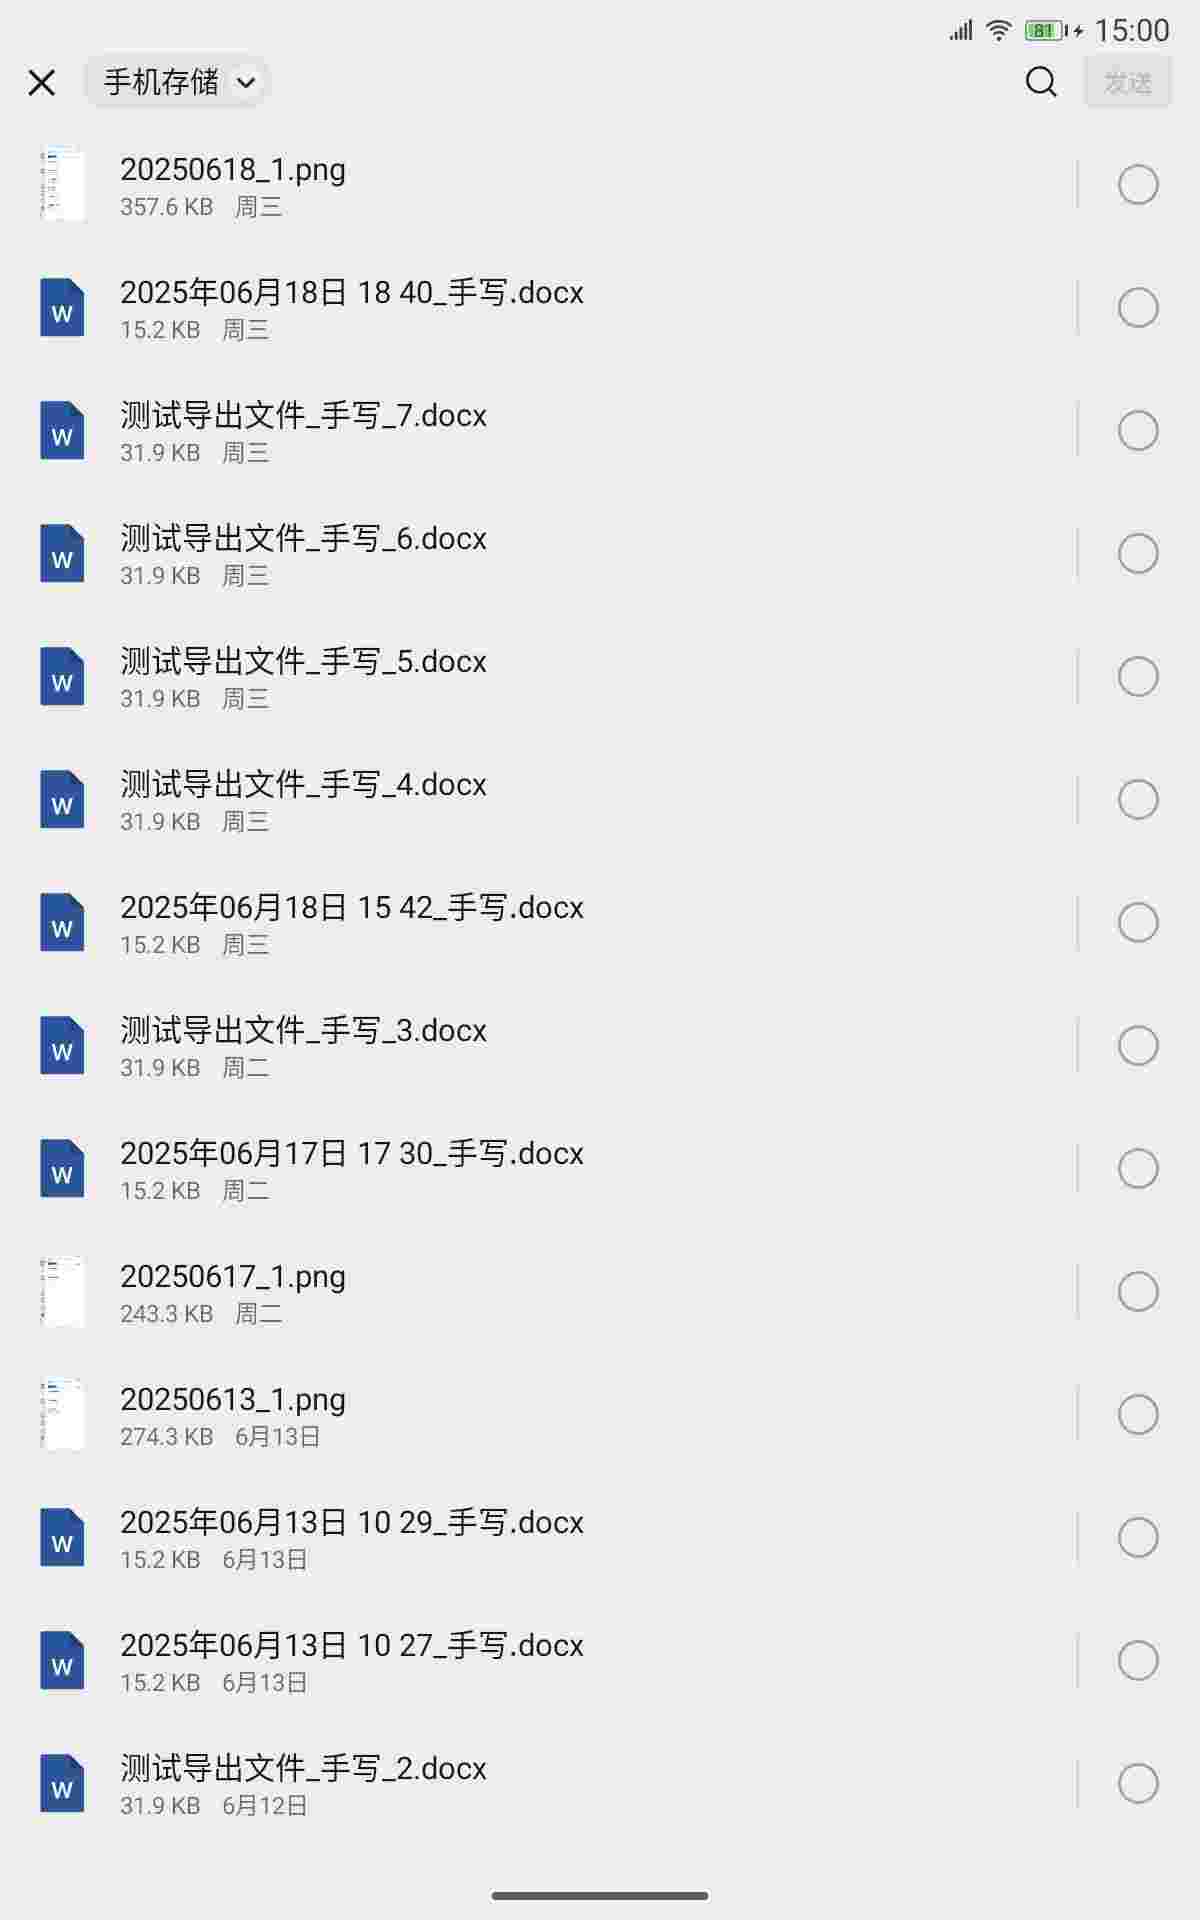 81 15:00
手机存储 发送
20250618_1.png
357.6 KB 周三
W
2025年06月18日 18 40_手写.docx
15.2 KB 周三
W
测试导出文件_手写_7.docx
31.9 KB 周三
W
测试导出文件_手写_6.docx
31.9 KB 周三
W
测试导出文件_手写_5.docx
31.9 KB 周三
W
测试导出文件_手写_4.docx
31.9 KB 周三
W
2025年06月18日 15 42_手写.docx
15.2 KB 周三
W
测试导出文件_手写_3.docx
31.9 KB 周二
W
2025年06月17日 17 30_手写.docx
15.2 KB 周二
W
20250617_1.png
243.3 KB 周二
20250613_1.png
274.3 KB 6月13日
2025年06月13日 10 29_手写.docx
15.2 KB 6月13日
W
2025年06月13日 10 27_手写.docx
15.2 KB 6月13日
W
测试导出文件_手写_2.docx
31.9 KB 6月12日
W